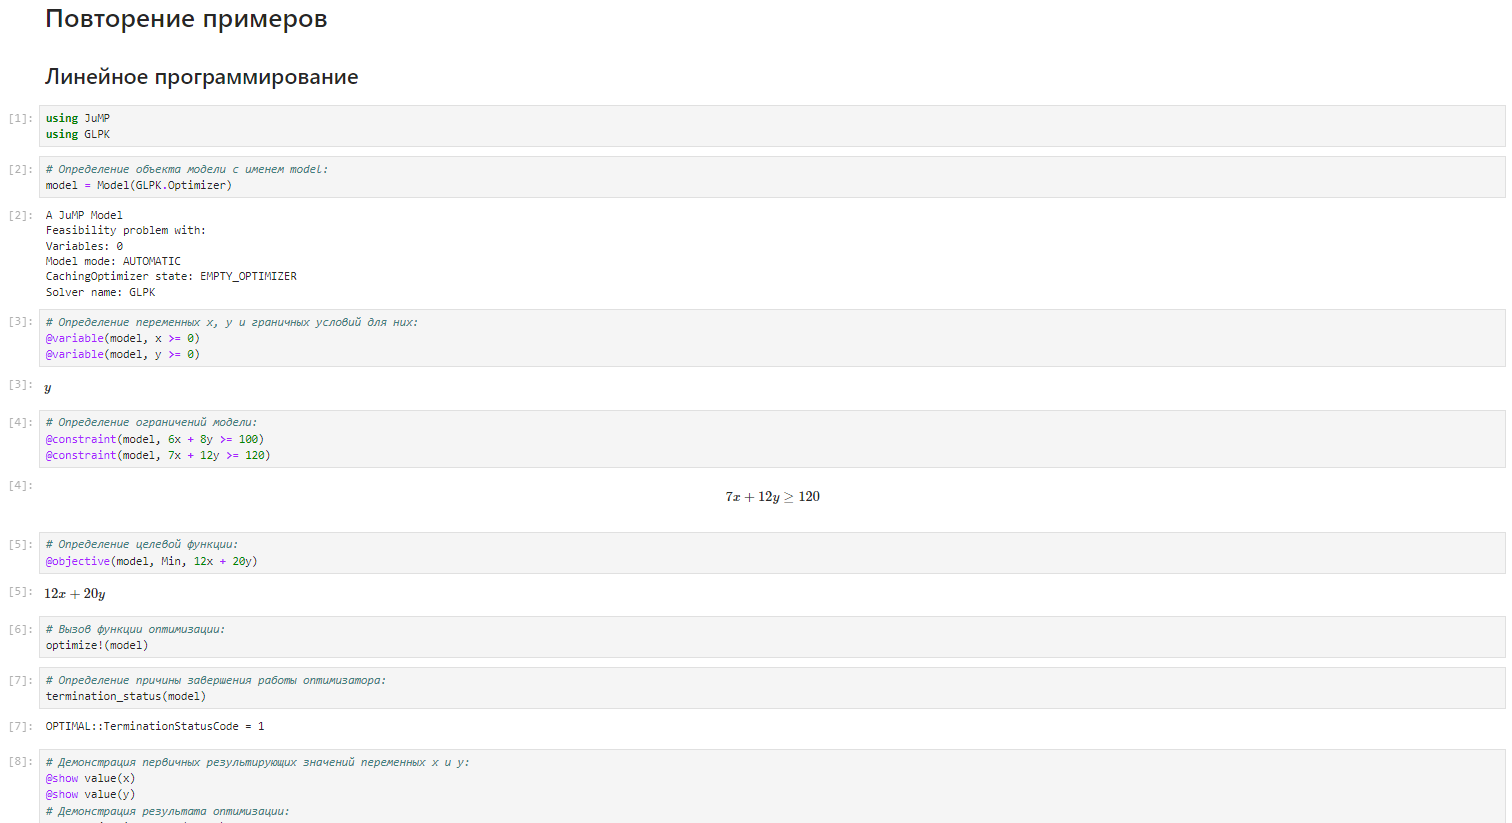 Повторение примеров
Линейное программирование
[1]: using JuMP
using GLPK
[2]: # Определение объекта модели с именем model:
model = Model(GLPK.Optimizer)
[2]: A JuMP Model
Feasibility problem with:
Variables: 0
Model mode: AUTOMATIC
CachingOptimizer state: EMPTY_OPTIMIZER
Solver name: GLPK
[3]: # Определение переменных x, y и граничных условий для них:
@variable(model, x >= 0)
@variable(model, y >= 0)
[3]: y
[4]: # Определение ограничений модели:
@constraint(model, 6x + 8y >= 100)
@constraint(model, 7x + 12y >= 120)
[4]:
7x + 12y ≥ 120
[5]: # Определение целевой функции:
@objective(model, Min, 12x + 20y)
[5]: 12x + 20y
[6]: # Вызов функции оптимизации:
optimize!(model)
[7]: # Определение причины завершения работы оптимизатора:
termination_status(model)
[7]: OPTIMAL::TerminationStatusCode = 1
[8]: # Демонстрация первичных результирующих значений переменных x и y:
@show value(x)
@show value(y)
# Демонстрация результата оптимизации: